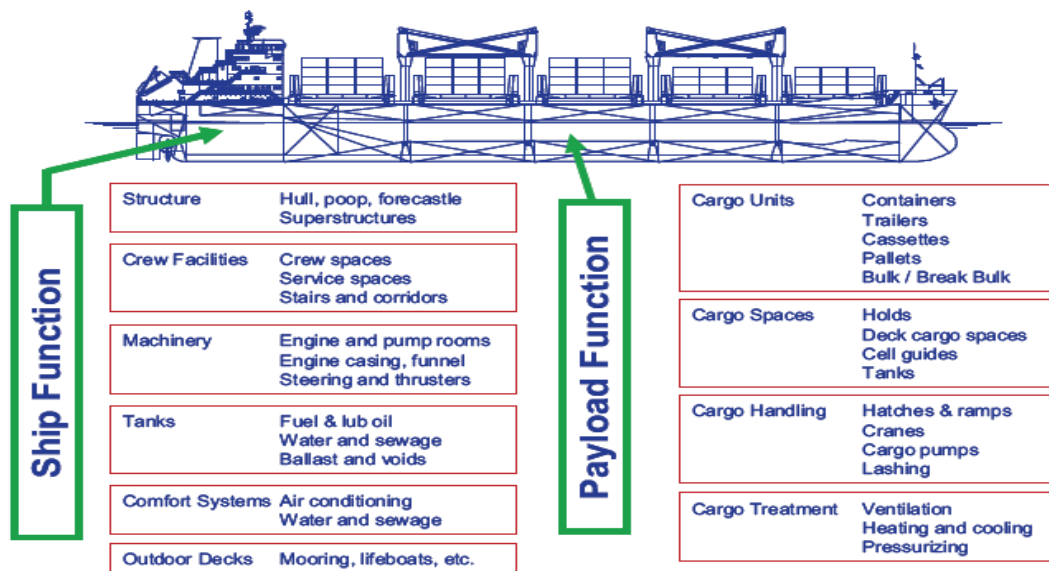 Ship Function
Structure Hull, poop, forecastle
Superstructures
Crew Facilities Crew spaces
Service spaces
Stairs and corridors
Machinery Engine and pump rooms
Engine casing, funnel
Steering and thrusters
Tanks Fuel & lub oil
Water and sewage
Ballast and voids
Comfort Systems Air conditioning
Water and sewage
Outdoor Decks Mooring, lifeboats, etc.
Payload Function
Cargo Units Containers
Trailers
Cassettes
Pallets
Bulk / Break Bulk
Cargo Spaces Holds
Deck cargo spaces
Cell guides
Tanks
Cargo Handling Hatches & ramps
Cranes
Cargo pumps
Lashing
Cargo Treatment Ventilation
Heating and cooling
Pressurizing